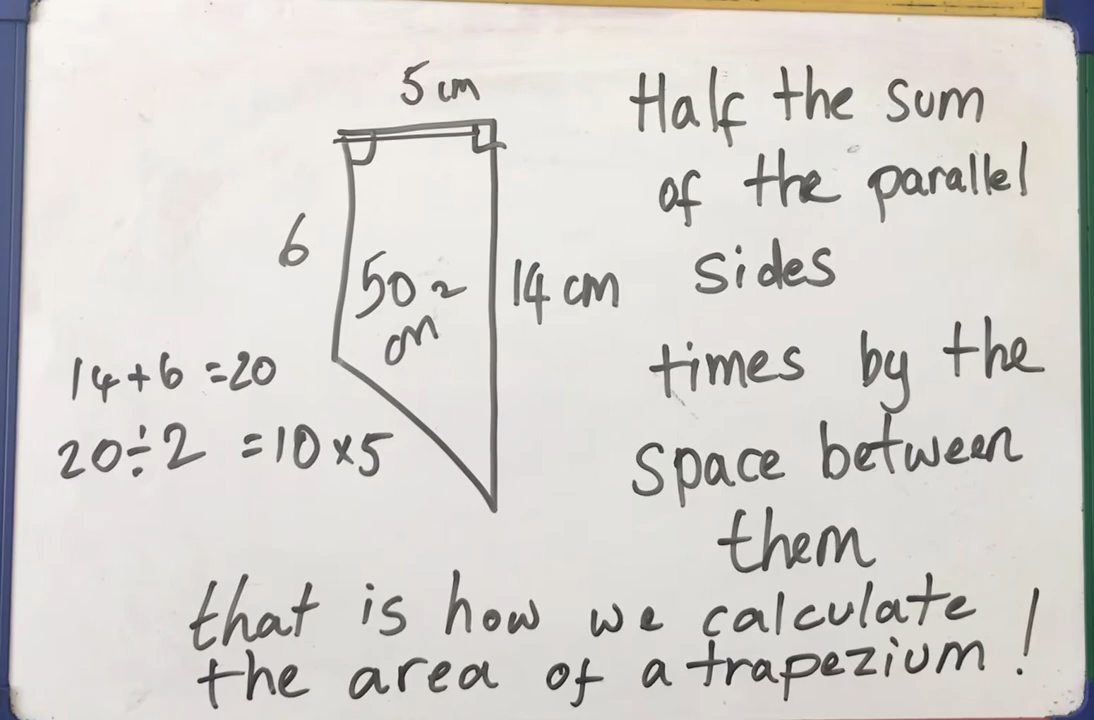 5 cm
6
50 cm²
14 cm
14+6 =20
20÷2 =10×5
Half the sum
of the parallel
sides
times by the
space between
them
that is how we calculate
the area of a trapezium!